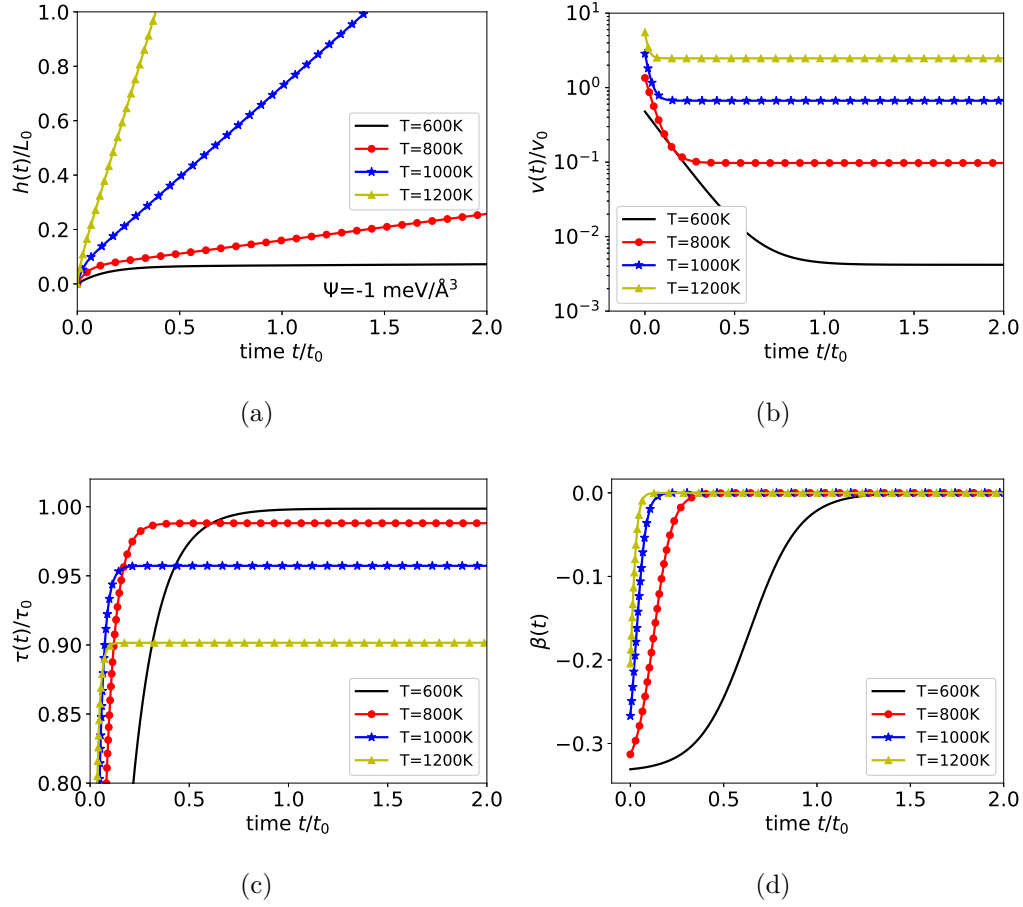 1.0
0.8
0.6
0.4
0.2
0.0
h(t)/L₀
T=600K
T=800K
T=1000K
T=1200K
Ψ=-1 meV/Å³
0.0 0.5 1.0 1.5 2.0
time t/t₀
(a)
10¹
10⁰
10⁻¹
10⁻²
10⁻³
v(t)/v₀
T=600K
T=800K
T=1000K
T=1200K
0.0 0.5 1.0 1.5 2.0
time t/t₀
(b)
1.00
0.95
0.90
0.85
0.80
τ(t)/τ₀
T=600K
T=800K
T=1000K
T=1200K
0.0 0.5 1.0 1.5 2.0
time t/t₀
(c)
0.0
−0.1
−0.2
−0.3
β(t)
T=600K
T=800K
T=1000K
T=1200K
0.0 0.5 1.0 1.5 2.0
time t/t₀
(d)